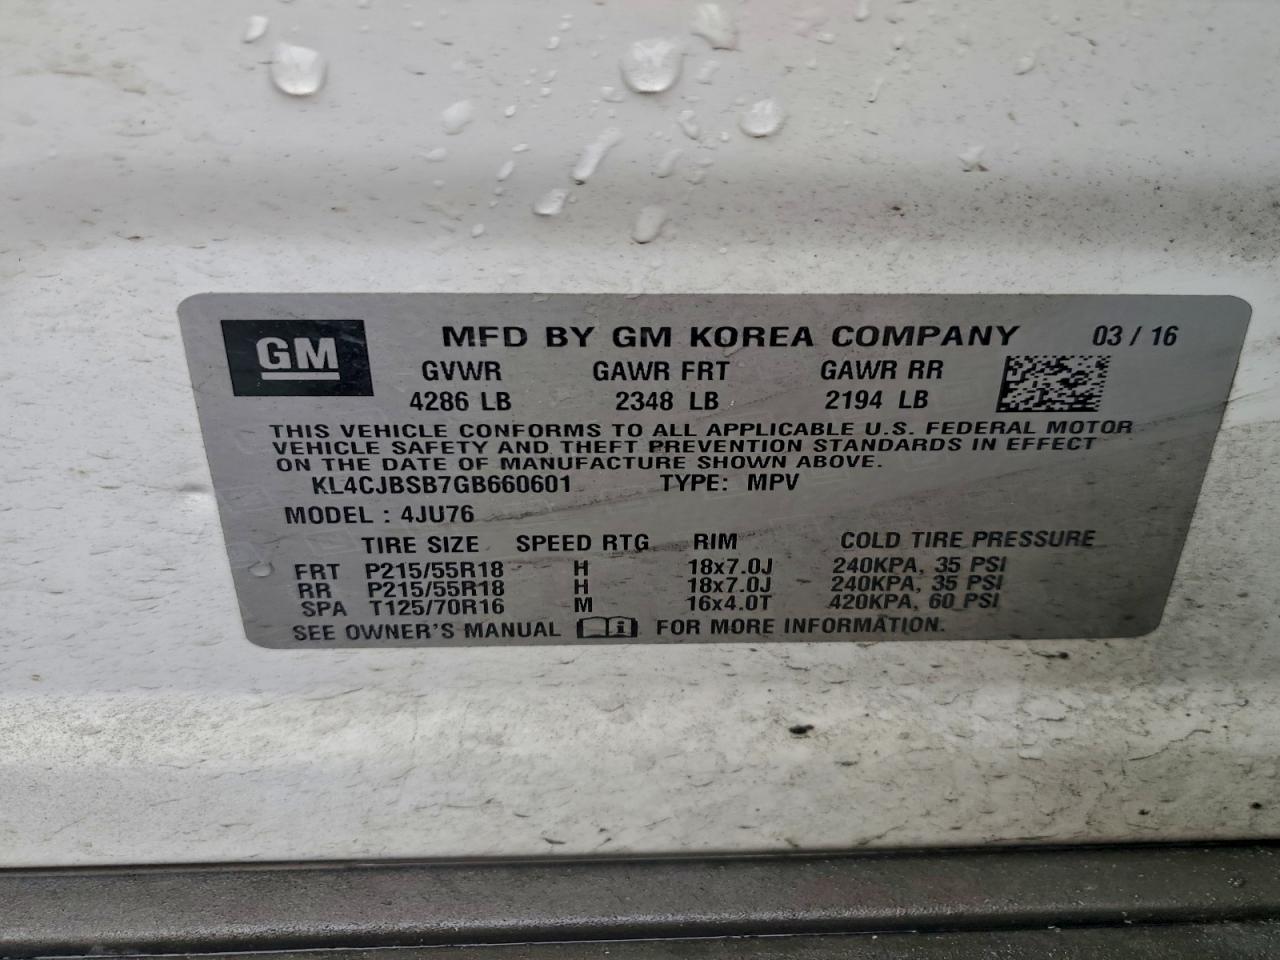 GM
MFD BY GM KOREA COMPANY 03 / 16
GVWR GAWR FRT GAWR RR
4286 LB 2348 LB 2194 LB
THIS VEHICLE CONFORMS TO ALL APPLICABLE U.S. FEDERAL MOTOR
VEHICLE SAFETY AND THEFT PREVENTION STANDARDS IN EFFECT
ON THE DATE OF MANUFACTURE SHOWN ABOVE.
KL4CJBSB7GB660601 TYPE: MPV
MODEL : 4JU76
TIRE SIZE SPEED RTG RIM COLD TIRE PRESSURE
FRT P215/55R18 H 18x7.0J 240KPA, 35 PSI
RR P215/55R18 H 18x7.0J 240KPA, 35 PSI
SPA T125/70R16 M 16x4.0T 420KPA, 60 PSI
SEE OWNER'S MANUAL i FOR MORE INFORMATION.